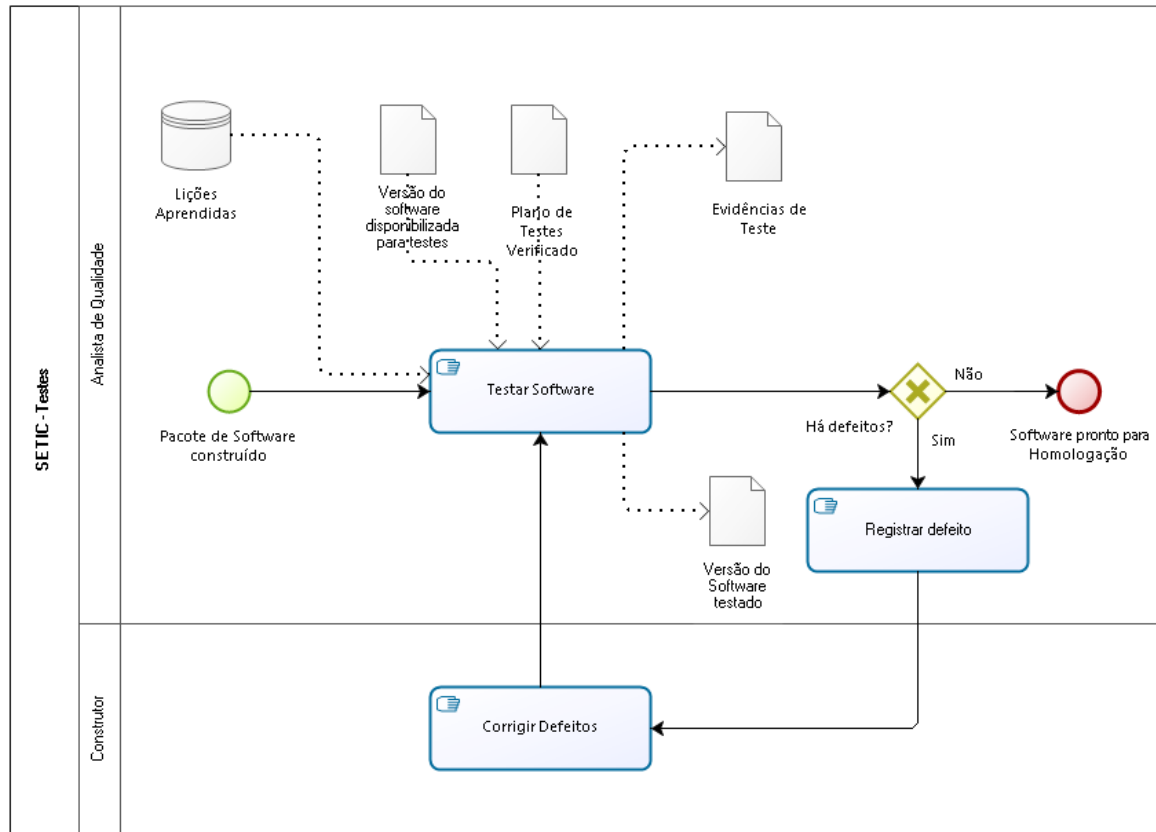 SETIC - Testes
Analista de Qualidade
Lições
Aprendidas
Versão do
software
disponibilizada
para testes
Plano de
Testes
Verificado
Evidências de
Teste
Testar Software
Pacote de Software
construído
Há defeitos?
Não
Sim
Software pronto para
Homologação
Registrar defeito
Versão do
Software
testado
Construtor
Corrigir Defeitos